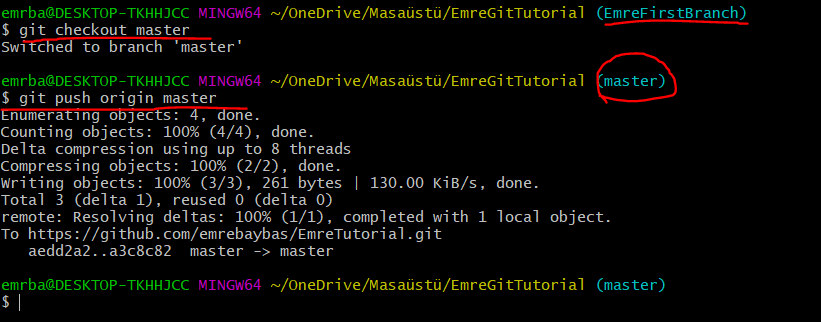 emrba@DESKTOP-TKHHJCC MINGW64 ~/OneDrive/Masaüstü/EmreGitTutorial (EmreFirstBranch)
$ git checkout master
Switched to branch 'master'
emrba@DESKTOP-TKHHJCC MINGW64 ~/OneDrive/Masaüstü/EmreGitTutorial (master)
$ git push origin master
Enumerating objects: 4, done.
Counting objects: 100% (4/4), done.
Delta compression using up to 8 threads
Compressing objects: 100% (2/2), done.
Writing objects: 100% (3/3), 261 bytes | 130.00 KiB/s, done.
Total 3 (delta 1), reused 0 (delta 0)
remote: Resolving deltas: 100% (1/1), completed with 1 local object.
To https://github.com/emrebaybas/EmreTutorial.git
   aedd2a2..a3c8c82  master -> master
emrba@DESKTOP-TKHHJCC MINGW64 ~/OneDrive/Masaüstü/EmreGitTutorial (master)
$